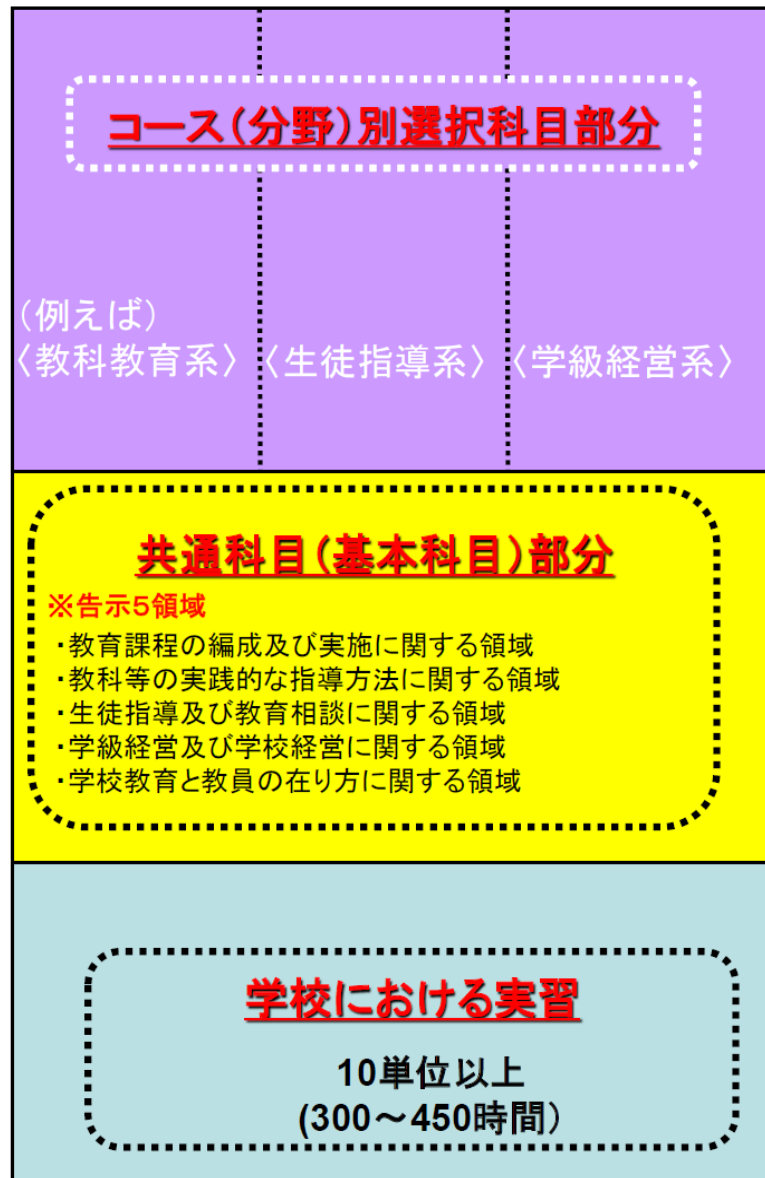 コース(分野)別選択科目部分
(例えば)
〈教科教育系〉〈生徒指導系〉〈学級経営系〉
共通科目(基本科目)部分
※告示5領域
・教育課程の編成及び実施に関する領域
・教科等の実践的な指導方法に関する領域
・生徒指導及び教育相談に関する領域
・学級経営及び学校経営に関する領域
・学校教育と教員の在り方に関する領域
学校における実習
10単位以上
(300～450時間)